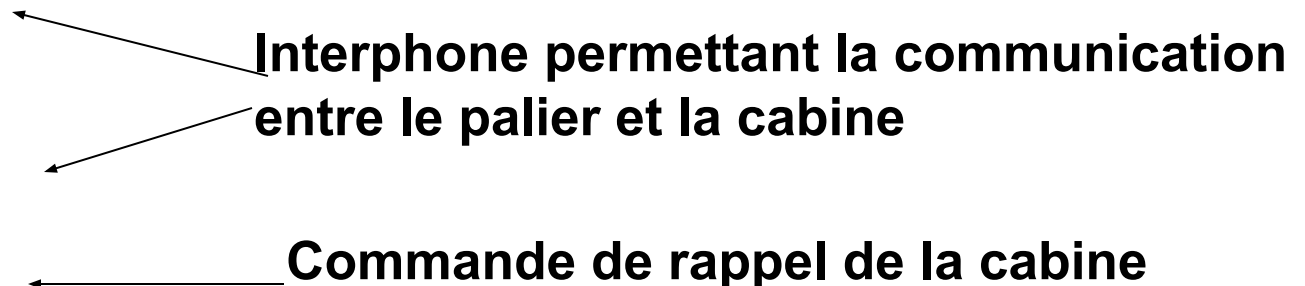 Interphone permettant la communication
entre le palier et la cabine
Commande de rappel de la cabine